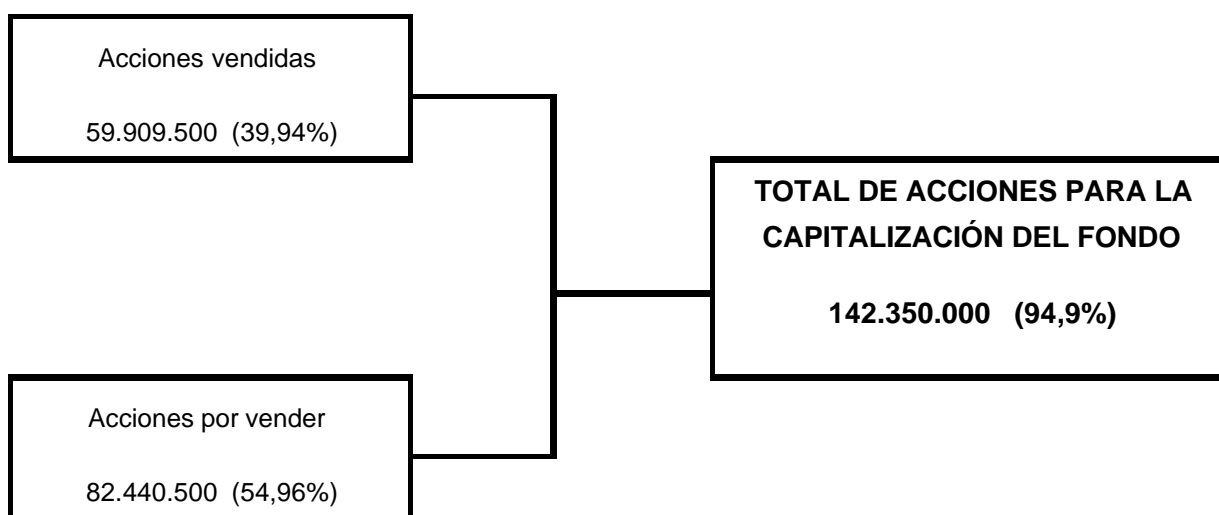 Acciones vendidas
59.909.500 (39,94%)
TOTAL DE ACCIONES PARA LA
CAPITALIZACIÓN DEL FONDO
142.350.000 (94,9%)
Acciones por vender
82.440.500 (54,96%)